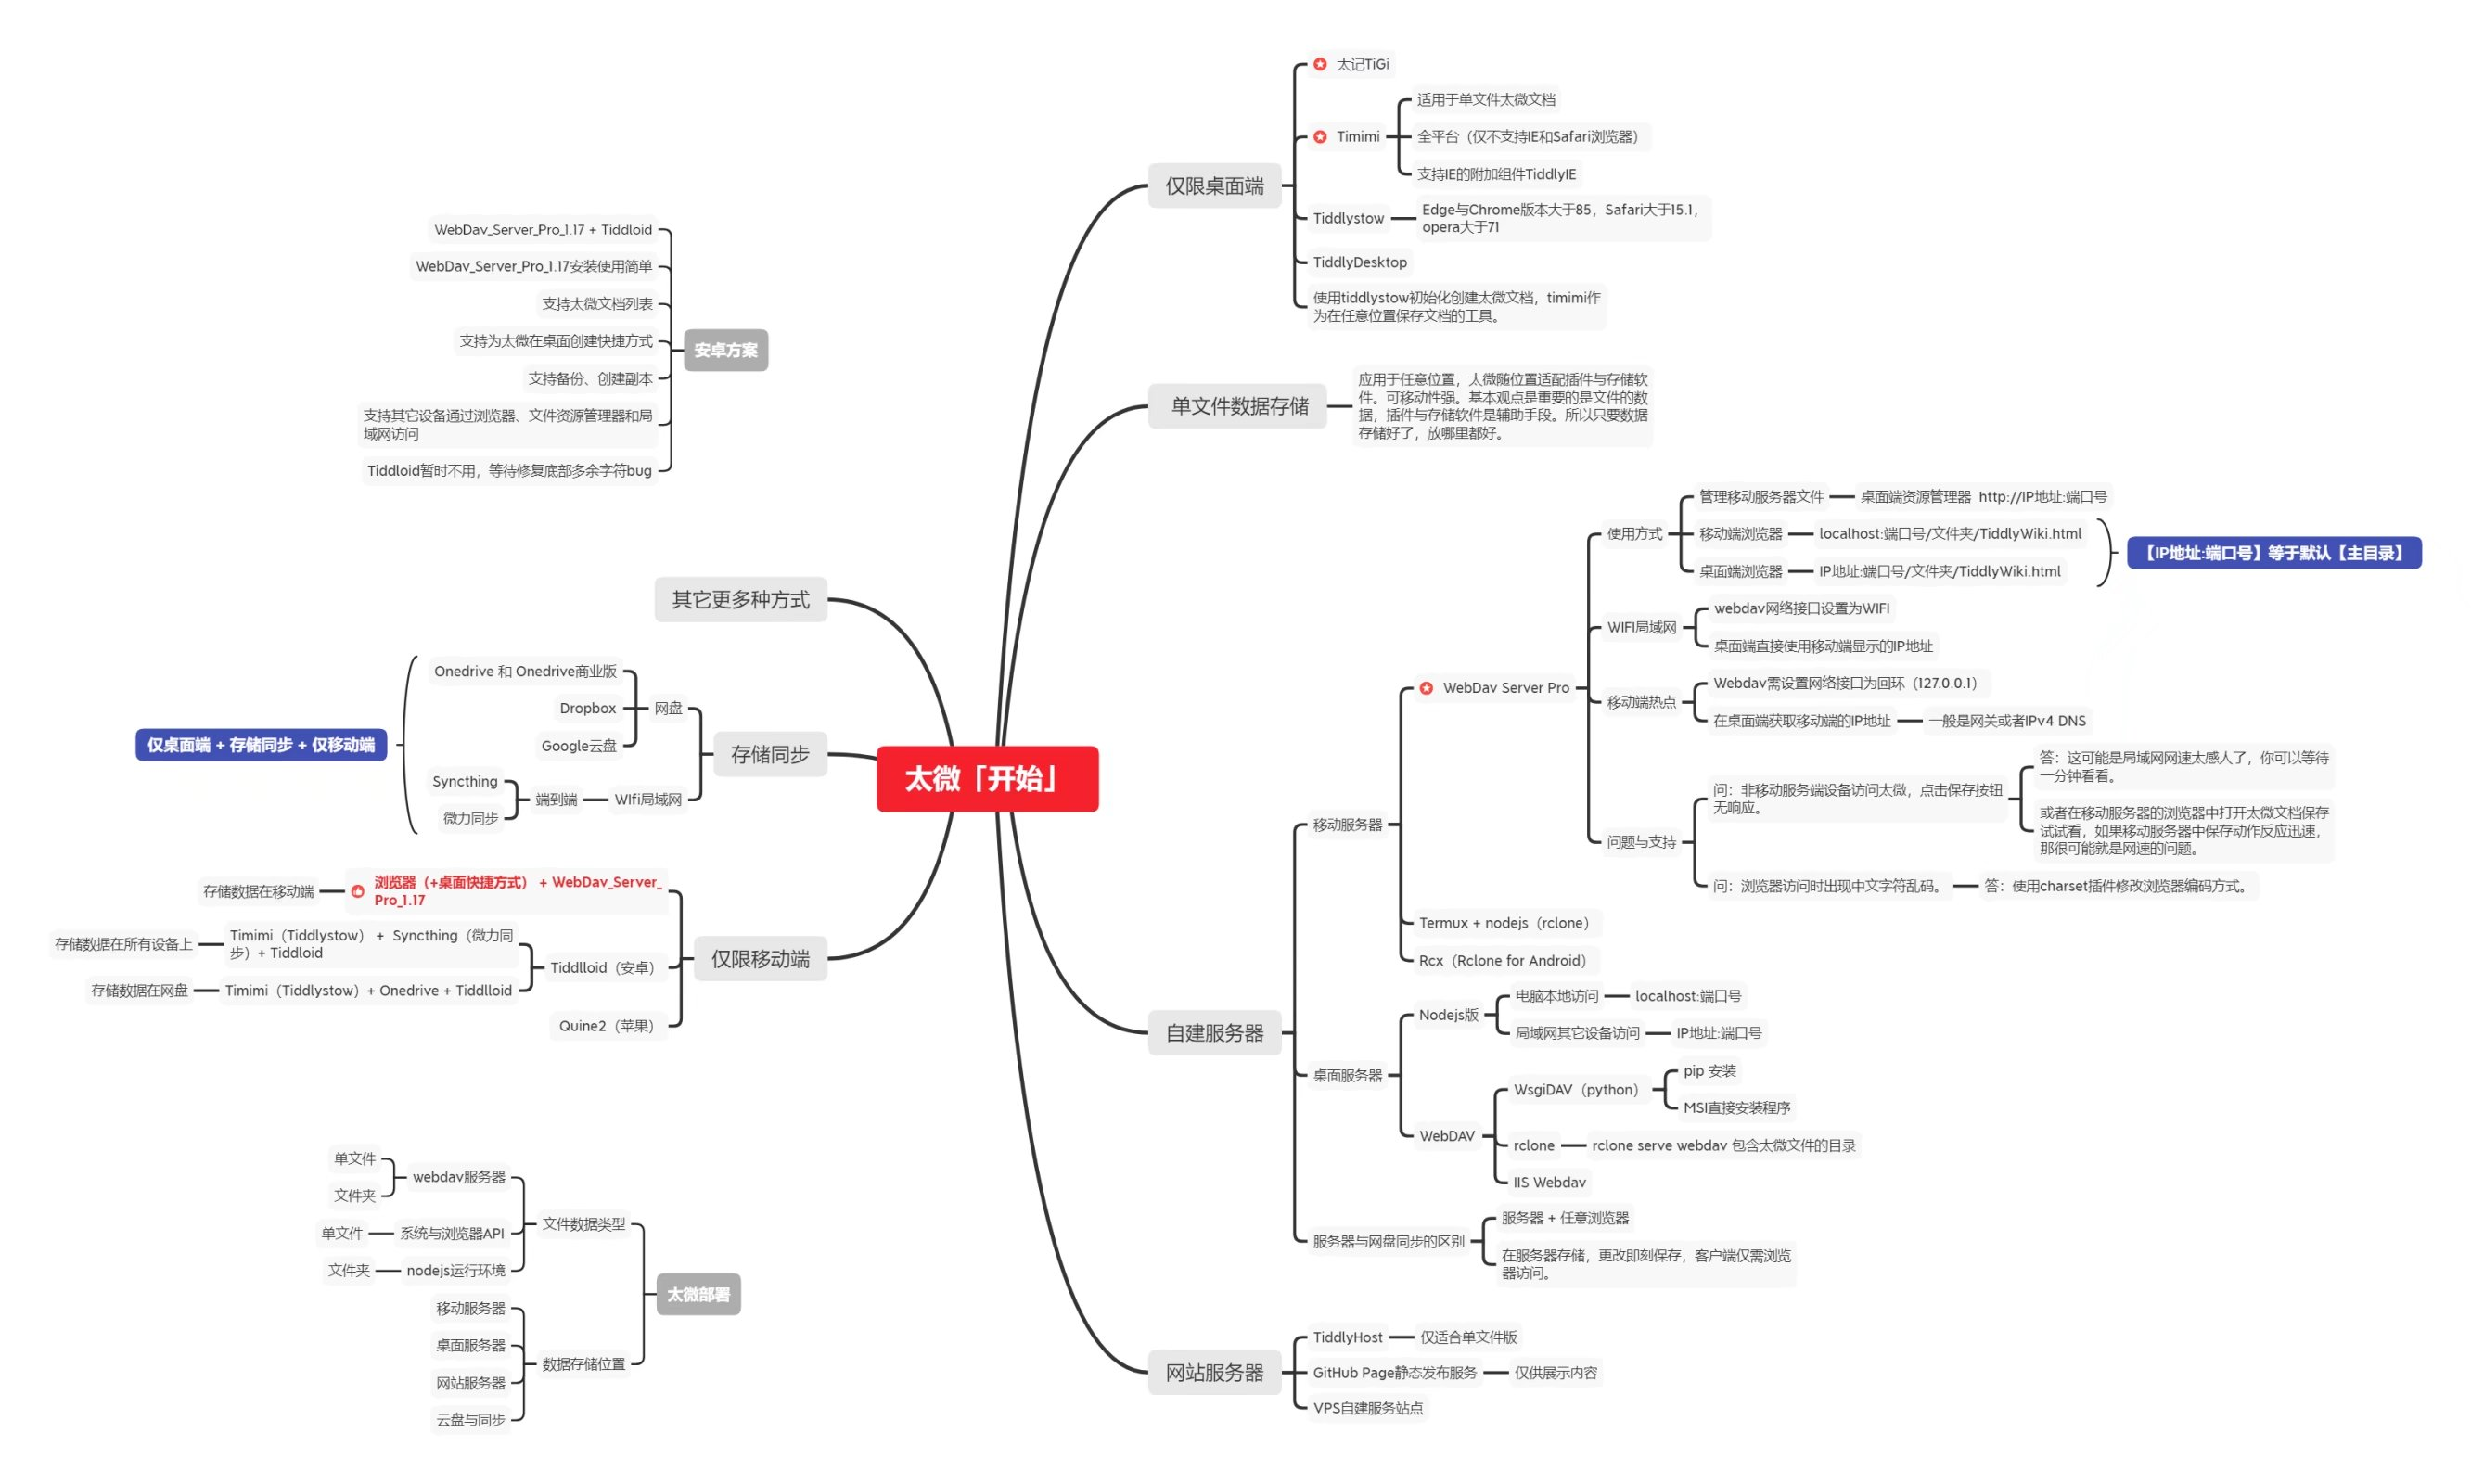 太微「开始」
仅限桌面端
太记TiGi
Timimi
适用于单文件太微文档
全平台（仅不支持IE和Safari浏览器）
支持IE的附加组件TiddlyIE
Tiddlystow
Edge与Chrome版本大于85，Safari大于15.1，
opera大于71
TiddlyDesktop
使用tiddlystow初始化创建太微文档，timimi作
为在任意位置保存文档的工具。
单文件数据存储
应用于任意位置，太微随位置适配插件与存储软
件。可移动性强。基本观点是重要的是文件的数
据，插件与存储软件是辅助手段。所以只要数据
存储好了，放哪里都好。
自建服务器
移动服务器
WebDav Server Pro
使用方式
管理移动服务器文件
桌面端资源管理器 http://IP地址:端口号
移动端浏览器
localhost:端口号/文件夹/TiddlyWiki.html
桌面端浏览器
IP地址:端口号/文件夹/TiddlyWiki.html
【IP地址:端口号】等于默认【主目录】
WIFI局域网
webdav网络接口设置为WIFI
桌面端直接使用移动端显示的IP地址
移动端热点
Webdav需设置网络接口为回环（127.0.0.1）
在桌面端获取移动端的IP地址
一般是网关或者IPv4 DNS
问题与支持
问：非移动服务端设备访问太微，点击保存按钮
无响应。
答：这可能是局域网网速太感人了，你可以等待
一分钟看看。
或者在移动服务器的浏览器中打开太微文档保存
试试看，如果移动服务器中保存动作反应迅速，
那很可能就是网速的问题。
问：浏览器访问时出现中文字符乱码。
答：使用charset插件修改浏览器编码方式。
Termux + nodejs（rclone）
Rcx（Rclone for Android）
桌面服务器
Nodejs版
电脑本地访问
localhost:端口号
局域网其它设备访问
IP地址:端口号
WebDAV
WsgiDAV（python）
pip 安装
MSI直接安装程序
rclone
rclone serve webdav 包含太微文件的目录
IIS Webdav
服务器与网盘同步的区别
服务器 + 任意浏览器
在服务器存储，更改即刻保存，客户端仅需浏览
器访问。
网站服务器
TiddlyHost
仅适合单文件版
GitHub Page静态发布服务
仅供展示内容
VPS自建服务站点
其它更多种方式
存储同步
网盘
Onedrive 和 Onedrive商业版
Dropbox
Google云盘
WIfi局域网
端到端
Syncthing
微力同步
仅桌面端 + 存储同步 + 仅移动端
仅限移动端
浏览器（+桌面快捷方式） + WebDav_Server_
Pro_1.17
存储数据在移动端
Tiddlloid（安卓）
Timimi（Tiddlystow） + Syncthing（微力同
步）+ Tiddloid
存储数据在所有设备上
Timimi（Tiddlystow）+ Onedrive + Tiddlloid
存储数据在网盘
Quine2（苹果）
安卓方案
WebDav_Server_Pro_1.17 + Tiddloid
WebDav_Server_Pro_1.17安装使用简单
支持太微文档列表
支持为太微在桌面创建快捷方式
支持备份、创建副本
支持其它设备通过浏览器、文件资源管理器和局
域网访问
Tiddloid暂时不用，等待修复底部多余字符bug
太微部署
文件数据类型
webdav服务器
单文件
文件夹
系统与浏览器API
单文件
nodejs运行环境
文件夹
数据存储位置
移动服务器
桌面服务器
网站服务器
云盘与同步